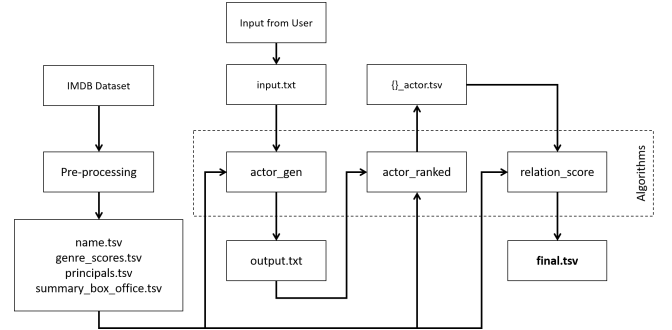 Input from User
IMDB Dataset
input.txt
{}_actor.tsv
Pre-processing
actor_gen
actor_ranked
relation_score
Algorithms
name.tsv
genre_scores.tsv
principals.tsv
summary_box_office.tsv
output.txt
final.tsv